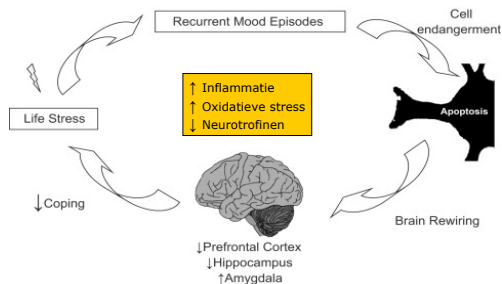 Recurrent Mood Episodes
Cell
endangerment
↑ Inflammatie
↑ Oxidatieve stress
↓ Neurotrofinen
Apoptosis
Life Stress
↓Coping
Brain Rewiring
↓Prefrontal Cortex
↓Hippocampus
↑Amygdala